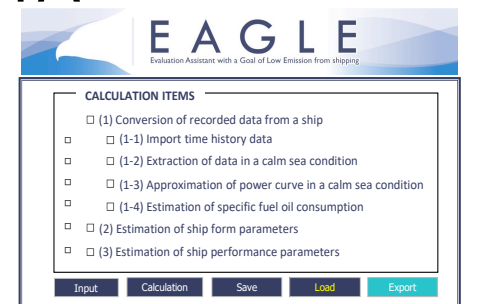 EAGLE
Evaluation Assistant with a Goal of Low Emission from shipping
CALCULATION ITEMS
(1) Conversion of recorded data from a ship
(1-1) Import time history data
(1-2) Extraction of data in a calm sea condition
(1-3) Approximation of power curve in a calm sea condition
(1-4) Estimation of specific fuel oil consumption
(2) Estimation of ship form parameters
(3) Estimation of ship performance parameters
Input Calculation Save Load Export